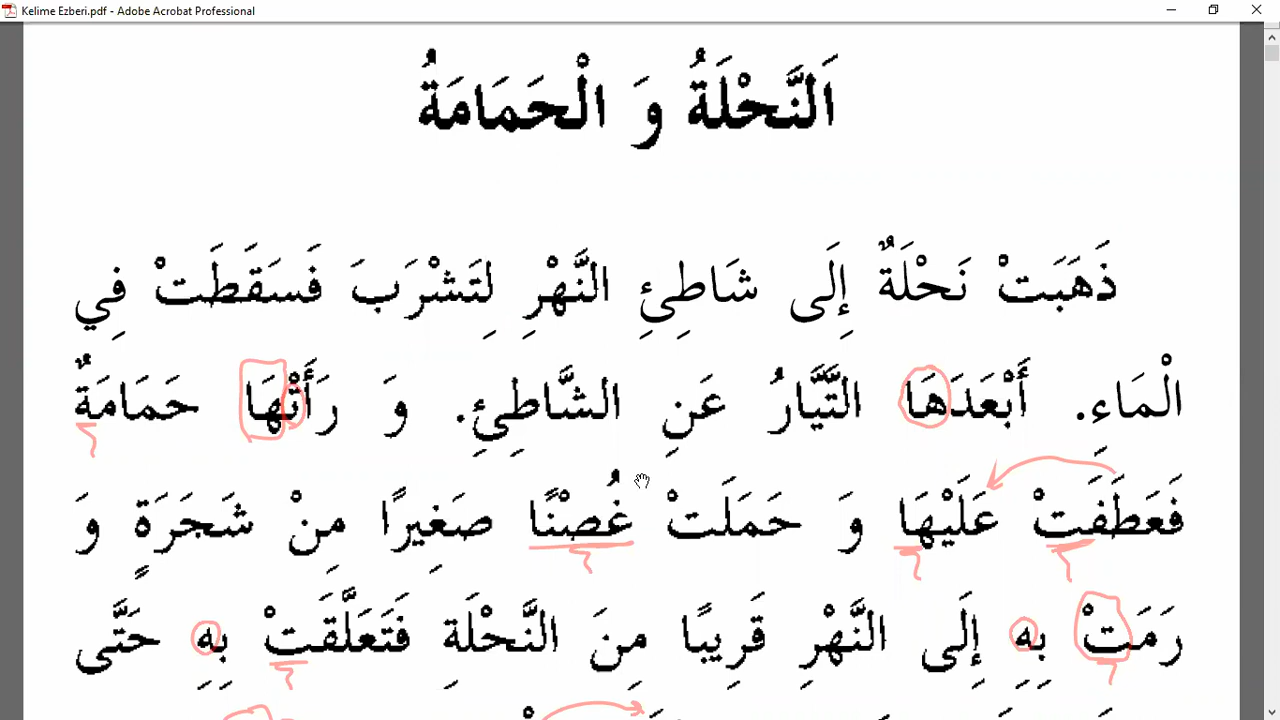 Kelime Ezberi.pdf - Adobe Acrobat Professional
اَلنَّحْلَةُ وَ الْحَمَامَةُ
ذَهَبَتْ نَحْلَةٌ إِلَى شَاطِئِ النَّهْرِ لِتَشْرَبَ فَسَقَطَتْ فِي
الْمَاءِ. أَبْعَدَهَا التَّيَّارُ عَنِ الشَّاطِئِ. وَ رَأَتْهَا حَمَامَةٌ
فَعَطَفَتْ عَلَيْهَا وَ حَمَلَتْ غُصْنًا صَغِيرًا مِنْ شَجَرَةٍ وَ
رَمَتْ بِهِ إِلَى النَّهْرِ قَرِيبًا مِنَ النَّحْلَةِ فَتَعَلَّقَتْ بِهِ حَتَّى